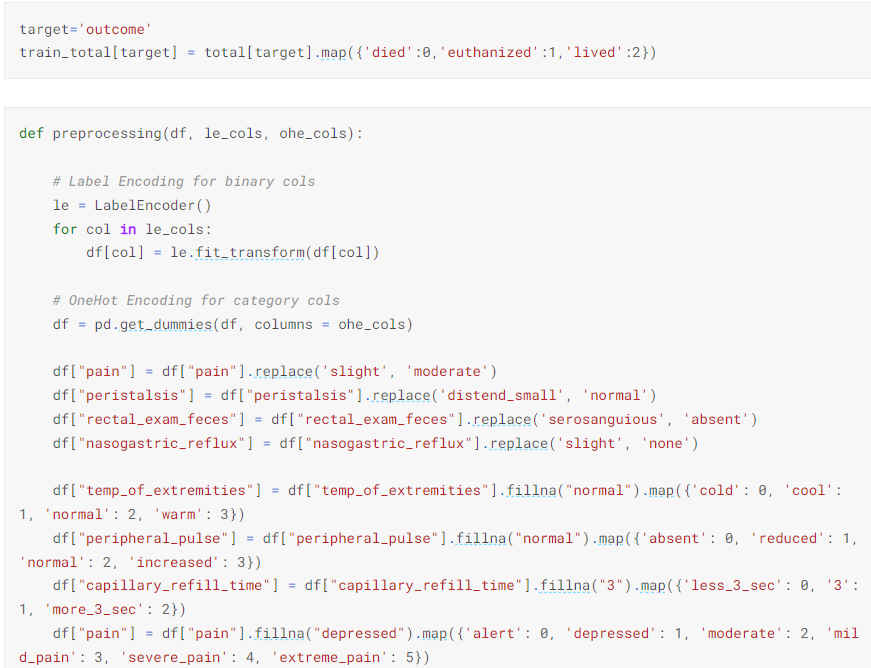 target='outcome'
train_total[target] = total[target].map({'died':0,'euthanized':1,'lived':2})
def preprocessing(df, le_cols, ohe_cols):
    # Label Encoding for binary cols
    le = LabelEncoder()
    for col in le_cols:
        df[col] = le.fit_transform(df[col])
    # OneHot Encoding for category cols
    df = pd.get_dummies(df, columns = ohe_cols)
    df["pain"] = df["pain"].replace('slight', 'moderate')
    df["peristalsis"] = df["peristalsis"].replace('distend_small', 'normal')
    df["rectal_exam_feces"] = df["rectal_exam_feces"].replace('serosanguious', 'absent')
    df["nasogastric_reflux"] = df["nasogastric_reflux"].replace('slight', 'none')
    df["temp_of_extremities"] = df["temp_of_extremities"].fillna("normal").map({'cold': 0, 'cool':
1, 'normal': 2, 'warm': 3})
    df["peripheral_pulse"] = df["peripheral_pulse"].fillna("normal").map({'absent': 0, 'reduced': 1,
'normal': 2, 'increased': 3})
    df["capillary_refill_time"] = df["capillary_refill_time"].fillna("3").map({'less_3_sec': 0, '3':
1, 'more_3_sec': 2})
    df["pain"] = df["pain"].fillna("depressed").map({'alert': 0, 'depressed': 1, 'moderate': 2, 'mil
d_pain': 3, 'severe_pain': 4, 'extreme_pain': 5})